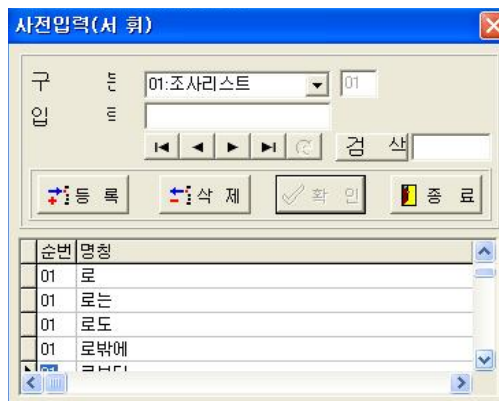 사전입력(서 휘)
구 분 01:조사리스트 01
입
검 색
등 록 삭 제 확 인 종 료
순번 명칭
01 로
01 로는
01 로도
01 로밖에
01